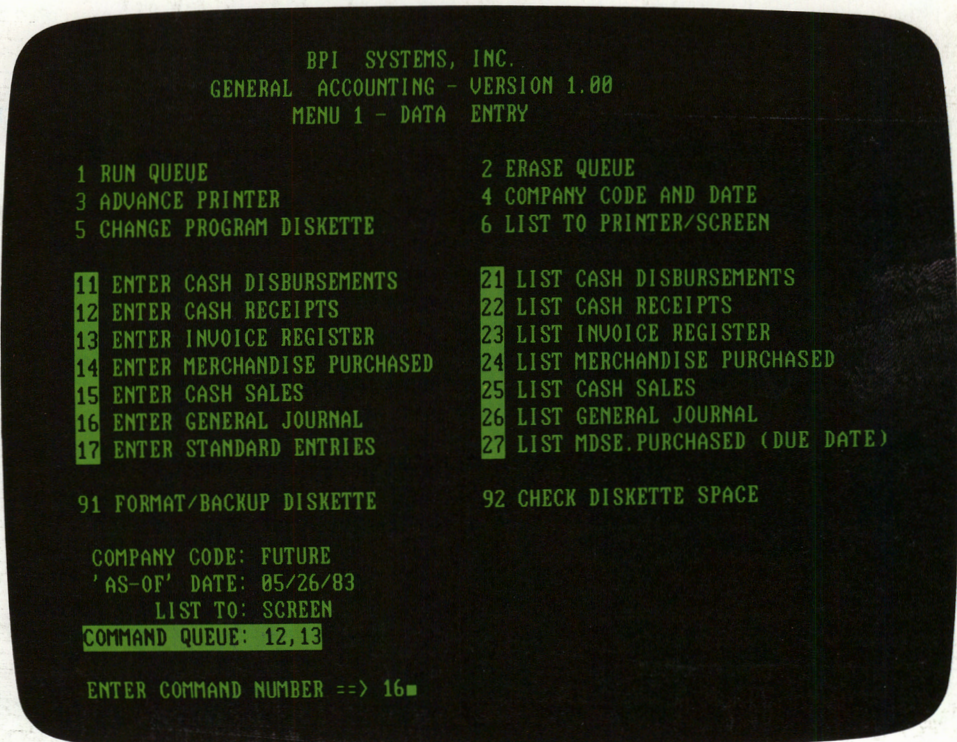 BPI SYSTEMS, INC.
GENERAL ACCOUNTING - VERSION 1.00
MENU 1 - DATA ENTRY
1 RUN QUEUE 2 ERASE QUEUE
3 ADVANCE PRINTER 4 COMPANY CODE AND DATE
5 CHANGE PROGRAM DISKETTE 6 LIST TO PRINTER/SCREEN
11 ENTER CASH DISBURSEMENTS 21 LIST CASH DISBURSEMENTS
12 ENTER CASH RECEIPTS 22 LIST CASH RECEIPTS
13 ENTER INVOICE REGISTER 23 LIST INVOICE REGISTER
14 ENTER MERCHANDISE PURCHASED 24 LIST MERCHANDISE PURCHASED
15 ENTER CASH SALES 25 LIST CASH SALES
16 ENTER GENERAL JOURNAL 26 LIST GENERAL JOURNAL
17 ENTER STANDARD ENTRIES 27 LIST MDSE.PURCHASED (DUE DATE)
91 FORMAT/BACKUP DISKETTE 92 CHECK DISKETTE SPACE
COMPANY CODE: FUTURE
'AS-OF' DATE: 05/26/83
LIST TO: SCREEN
COMMAND QUEUE: 12,13
ENTER COMMAND NUMBER ==> 16